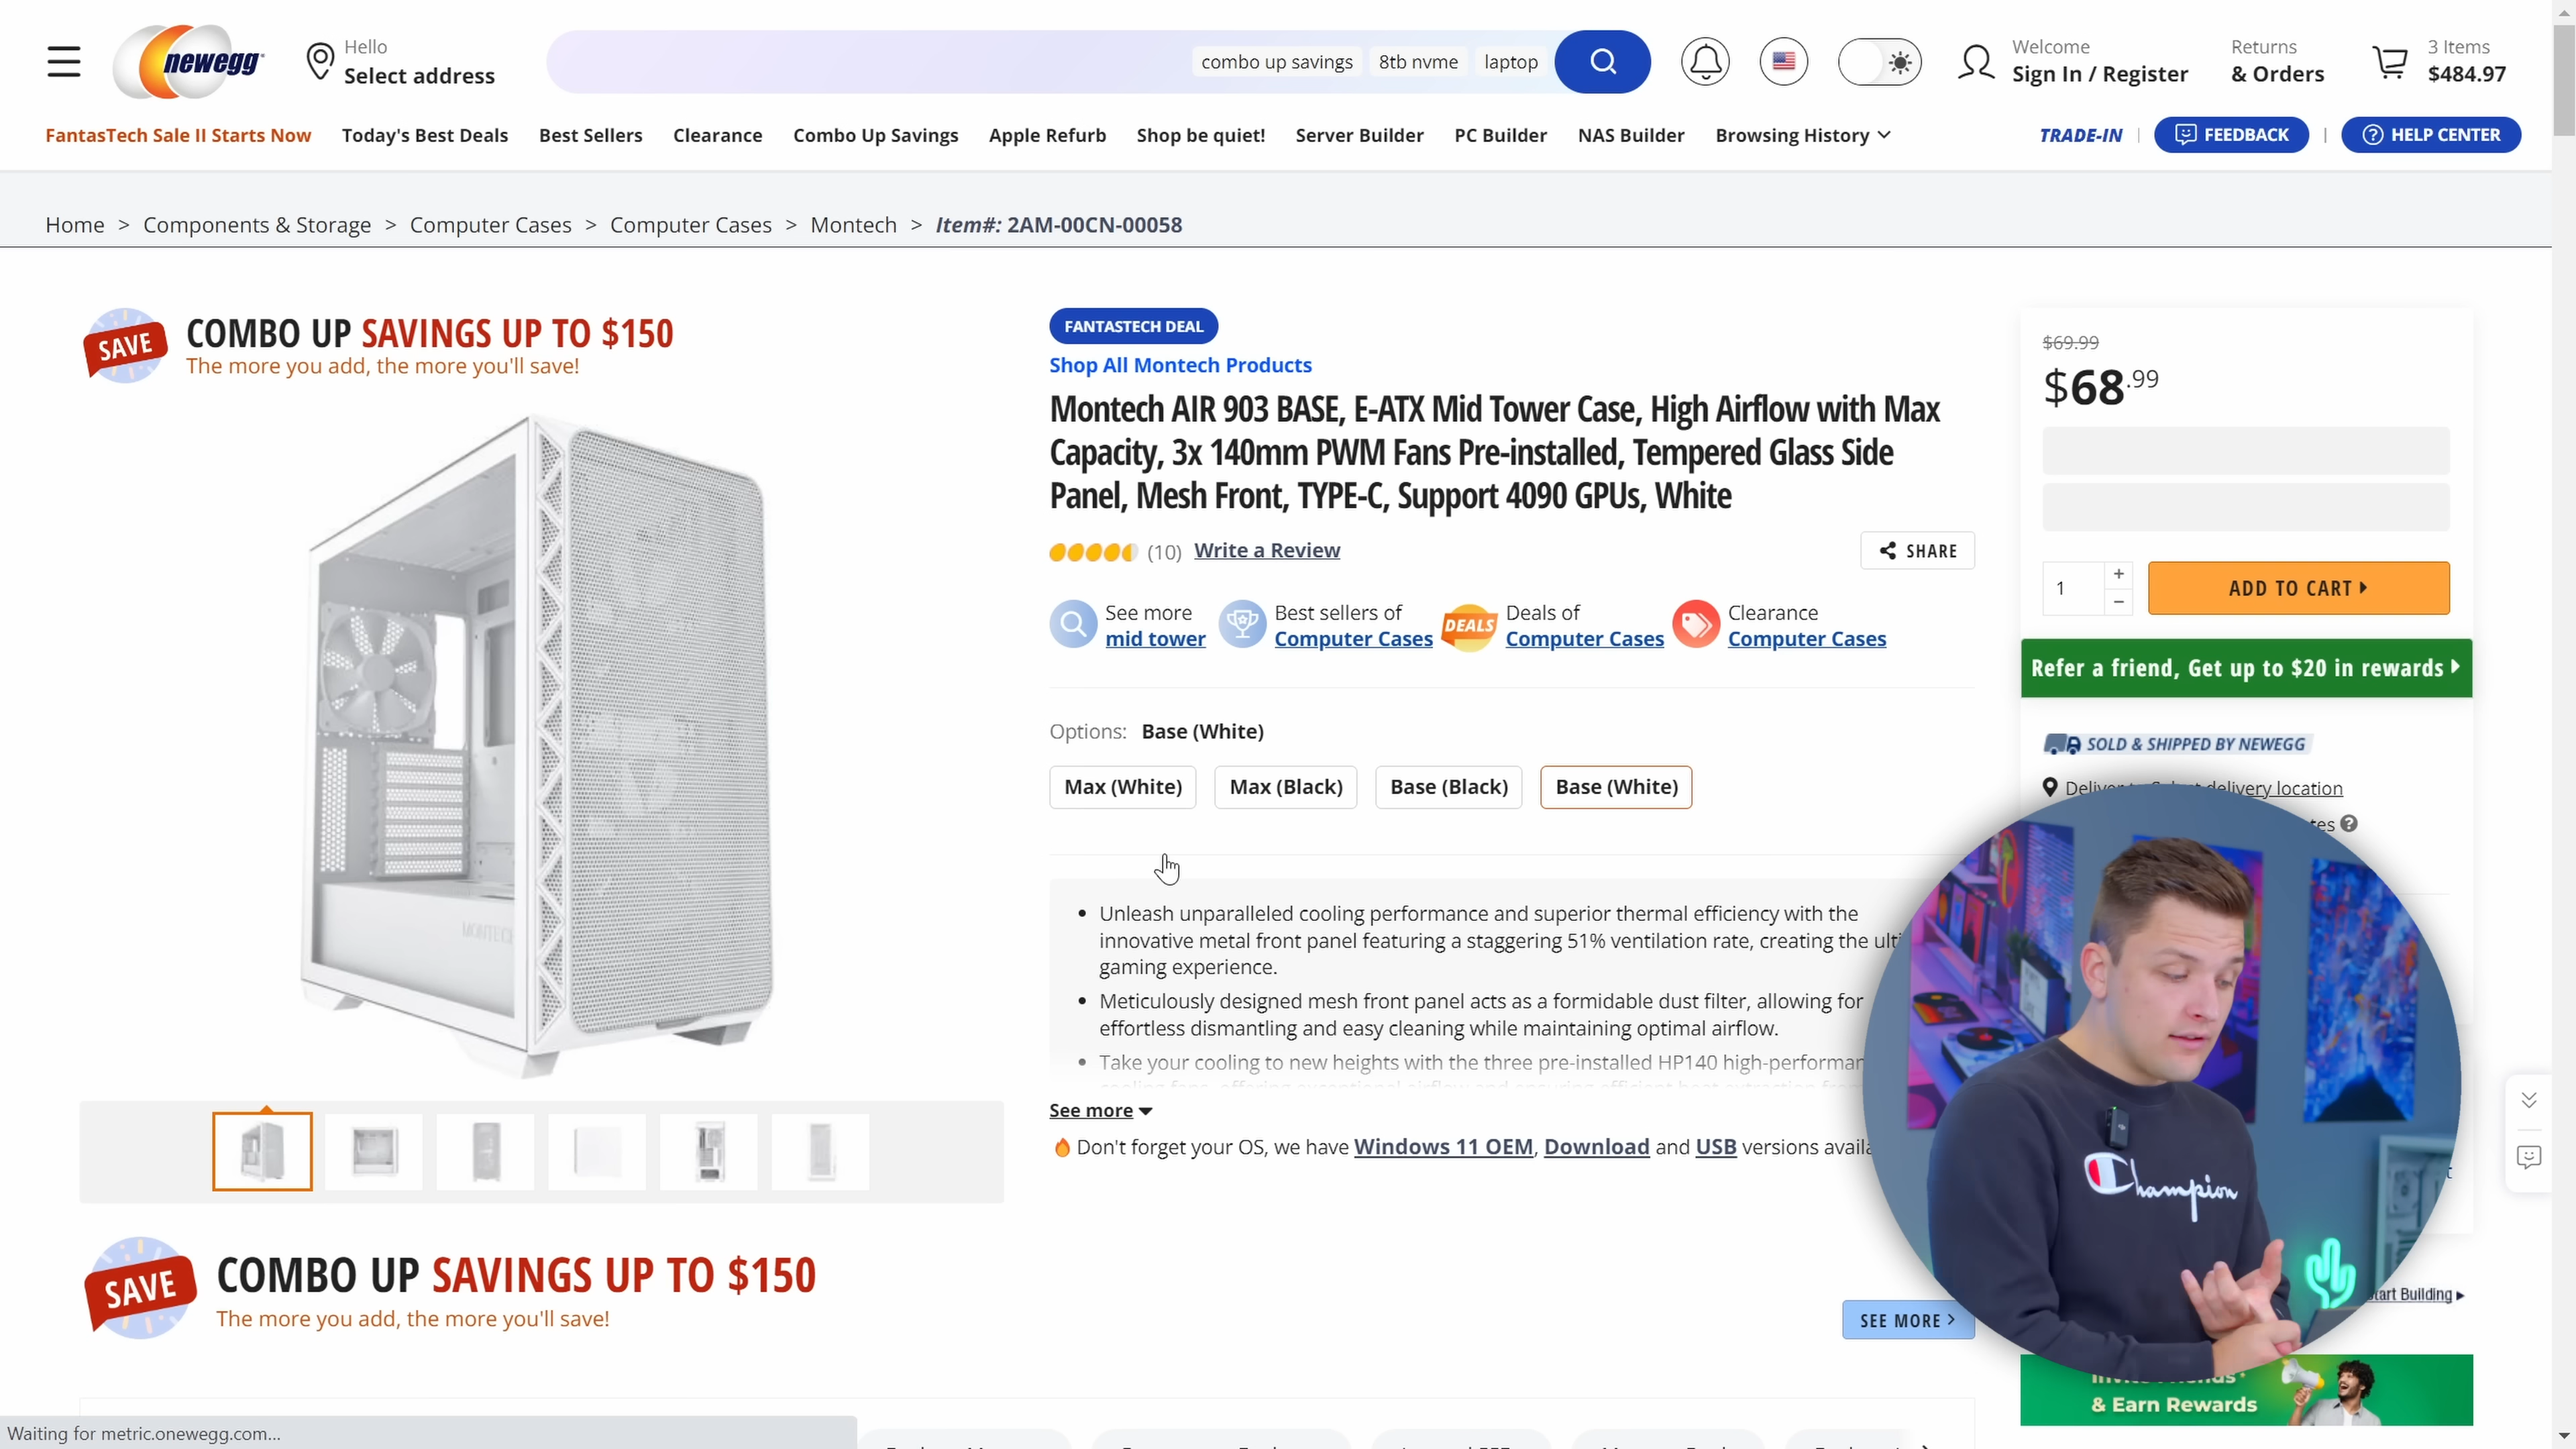 newegg
Hello
Select address
combo up savings
8tb nvme
laptop
Welcome
Sign In / Register
Returns
& Orders
3 Items
$484.97
FantasTech Sale II Starts Now
Today's Best Deals
Best Sellers
Clearance
Combo Up Savings
Apple Refurb
Shop be quiet!
Server Builder
PC Builder
NAS Builder
Browsing History
TRADE-IN
FEEDBACK
HELP CENTER
Home > Components & Storage > Computer Cases > Computer Cases > Montech > Item#: 2AM-00CN-00058
SAVE
COMBO UP SAVINGS UP TO $150
The more you add, the more you'll save!
MONTECH
FANTASTECH DEAL
Shop All Montech Products
Montech AIR 903 BASE, E-ATX Mid Tower Case, High Airflow with Max
Capacity, 3x 140mm PWM Fans Pre-installed, Tempered Glass Side
Panel, Mesh Front, TYPE-C, Support 4090 GPUs, White
(10) Write a Review
SHARE
See more
mid tower
Best sellers of
Computer Cases
DEALS
Deals of
Computer Cases
Clearance
Computer Cases
Options: Base (White)
Max (White)
Max (Black)
Base (Black)
Base (White)
• Unleash unparalleled cooling performance and superior thermal efficiency with the
innovative metal front panel featuring a staggering 51% ventilation rate, creating the
gaming experience.
• Meticulously designed mesh front panel acts as a formidable dust filter, allowing for
effortless dismantling and easy cleaning while maintaining optimal airflow.
• Take your cooling to new heights with the three pre-installed HP140
See more
Don't forget your OS, we have Windows 11 OEM, Download and USB versions
$69.99
$68.99
1
+
−
ADD TO CART
Refer a friend, Get up to $20 in rewards
SOLD & SHIPPED BY NEWEGG
delivery location
Champion
Building
& Earn Rewards
SAVE
COMBO UP SAVINGS UP TO $150
The more you add, the more you'll save!
SEE MORE
Waiting for metric.onewegg.com...